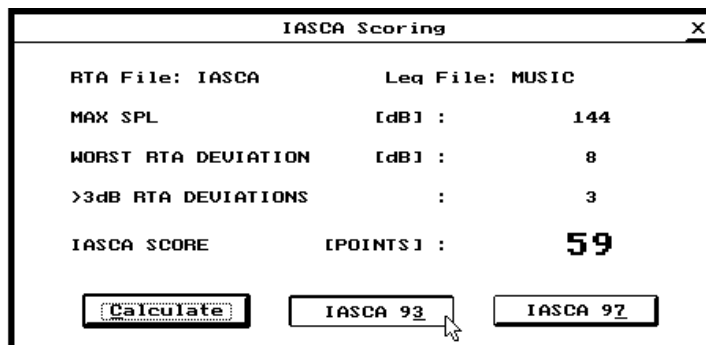 IASCA Scoring X
RTA File: IASCA Leq File: MUSIC
MAX SPL [dB] : 144
WORST RTA DEVIATION [dB] : 8
>3dB RTA DEVIATIONS : 3
IASCA SCORE [POINTS] : 59
Calculate IASCA 93 IASCA 97